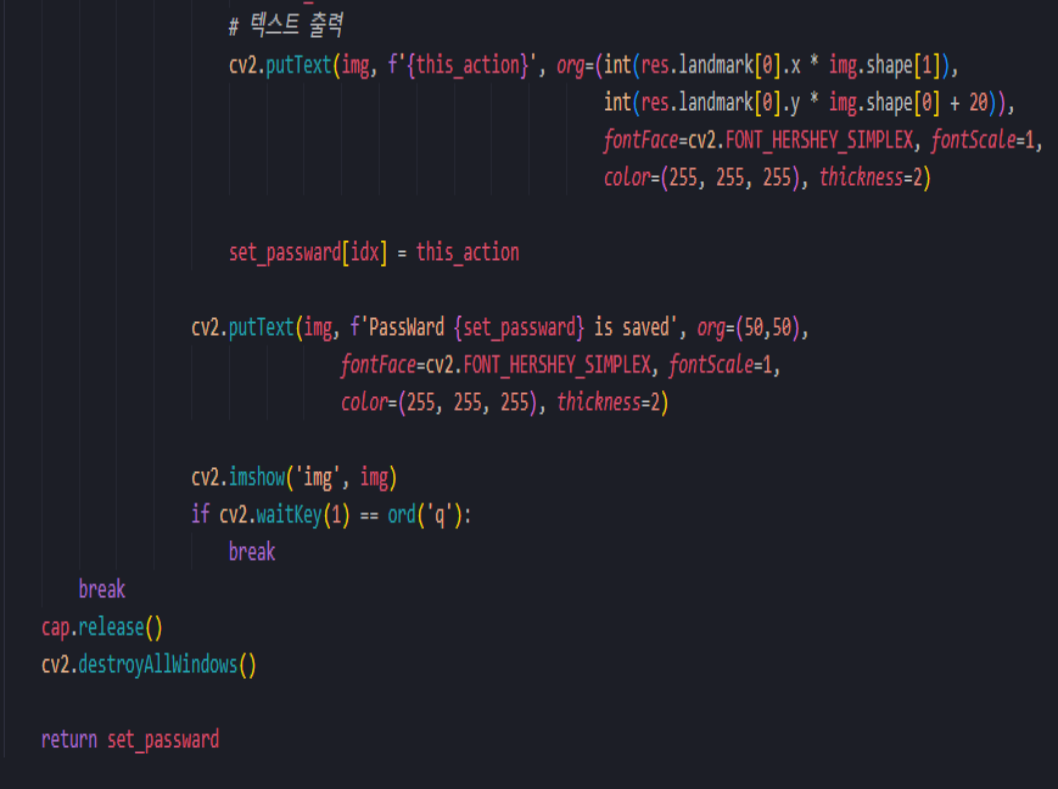 # 텍스트 출력
cv2.putText(img, f'{this_action}', org=(int(res.landmark[0].x * img.shape[1]),
int(res.landmark[0].y * img.shape[0] + 20)),
fontFace=cv2.FONT_HERSHEY_SIMPLEX, fontScale=1,
color=(255, 255, 255), thickness=2)
set_passward[idx] = this_action
cv2.putText(img, f'PassWard {set_passward} is saved', org=(50,50),
fontFace=cv2.FONT_HERSHEY_SIMPLEX, fontScale=1,
color=(255, 255, 255), thickness=2)
cv2.imshow('img', img)
if cv2.waitKey(1) == ord('q'):
break
break
cap.release()
cv2.destroyAllWindows()
return set_passward